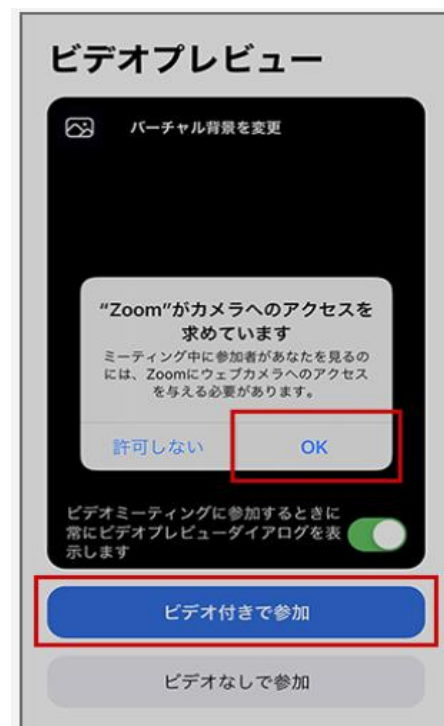 ビデオプレビュー
バーチャル背景を変更
“Zoom”がカメラへのアクセスを
求めています
ミーティング中に参加者があなたを見るの
には、Zoomにウェブカメラへのアクセス
を与える必要があります。
許可しない
OK
ビデオミーティングに参加するときに
常にビデオプレビューダイアログを表
示します
ビデオ付きで参加
ビデオなしで参加